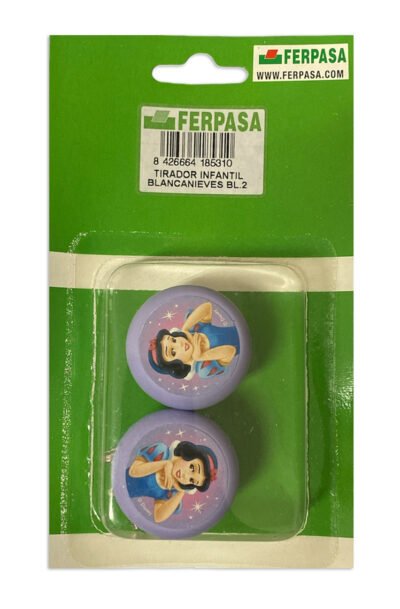 FERPASA
WWW.FERPASA.COM
FERPASA
8 426664 185310
TIRADOR INFANTIL
BLANCANIEVES BL.2